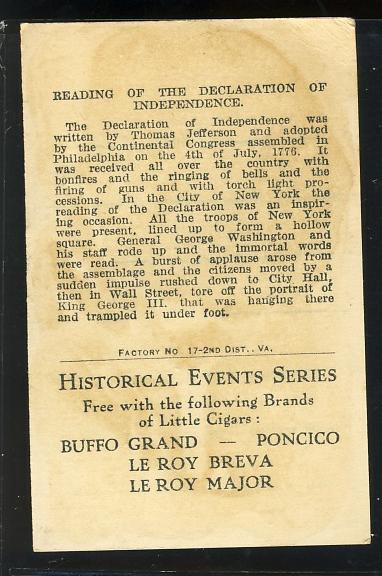 READING OF THE DECLARATION OF
INDEPENDENCE.
The Declaration of Independence was
written by Thomas Jefferson and adopted
by the Continental Congress assembled in
Philadelphia on the 4th of July, 1776. It
was received all over the country with
bonfires and the ringing of bells and the
firing of guns and with torch light pro-
cessions. In the City of New York the
reading of the Declaration was an inspir-
ing occasion. All the troops of New York
were present, lined up to form a hollow
square. General George Washington and
his staff rode up and the immortal words
were read. A burst of applause arose from
the assemblage and the citizens moved by a
sudden impulse rushed down to City Hall,
then in Wall Street, tore off the portrait of
King George III. that was hanging there
and trampled it under foot.
FACTORY NO 17-2ND DIST., VA.
HISTORICAL EVENTS SERIES
Free with the following Brands
of Little Cigars:
BUFFO GRAND — PONCICO
LE ROY BREVA
LE ROY MAJOR